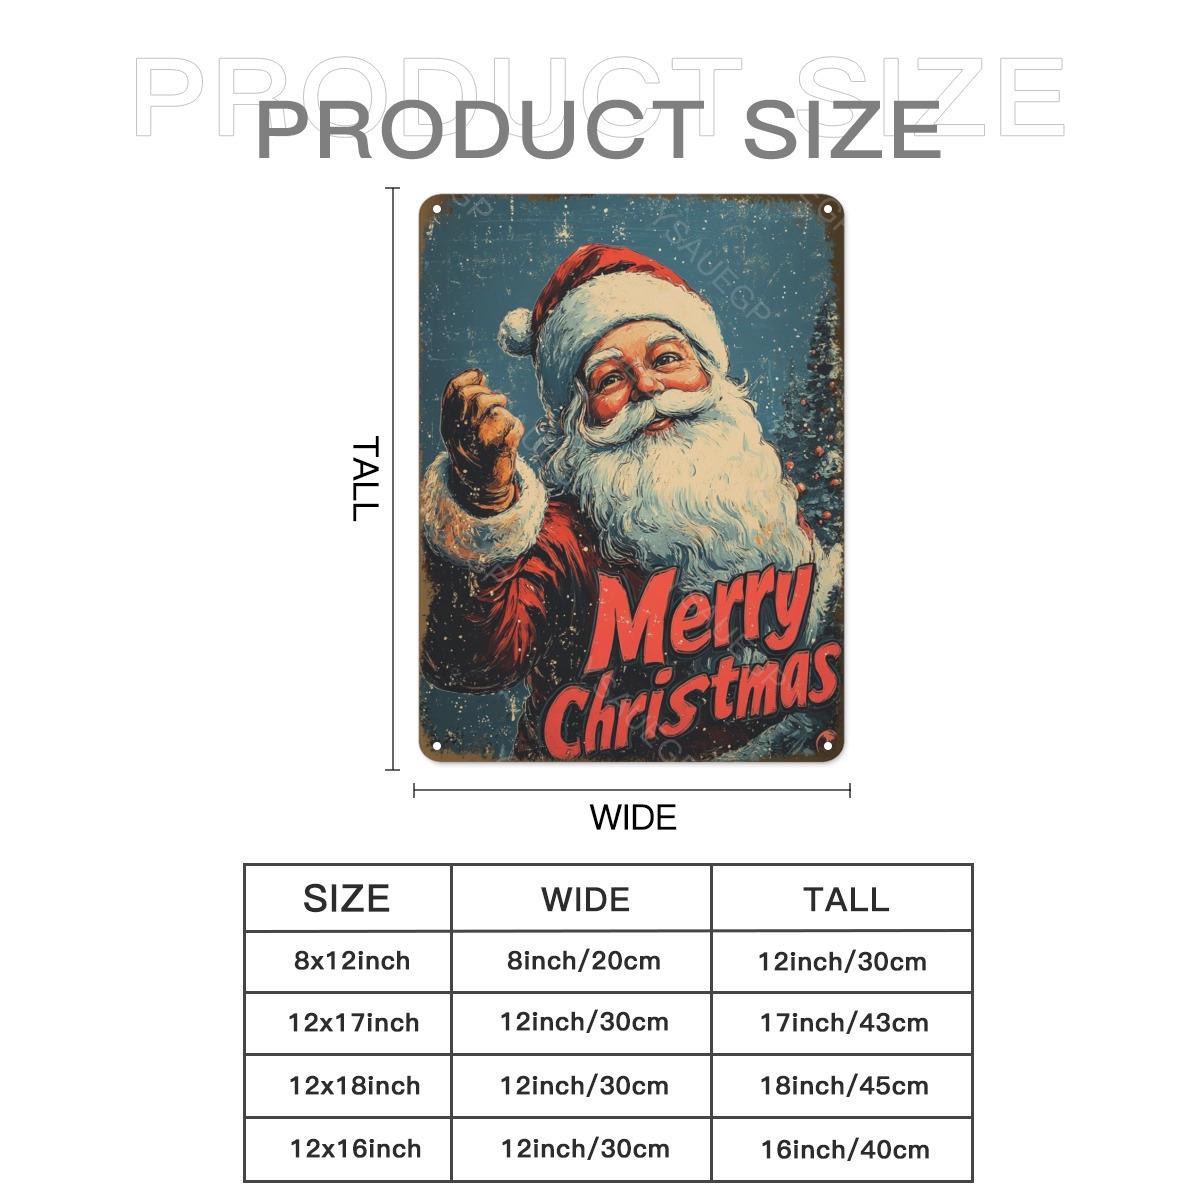 PRODUCT SIZE
PRODUCT SIZE
TALL
YSAUEGP
Merry
Christmas
WIDE
SIZE WIDE TALL
8x12inch 8inch/20cm 12inch/30cm
12x17inch 12inch/30cm 17inch/43cm
12x18inch 12inch/30cm 18inch/45cm
12x16inch 12inch/30cm 16inch/40cm